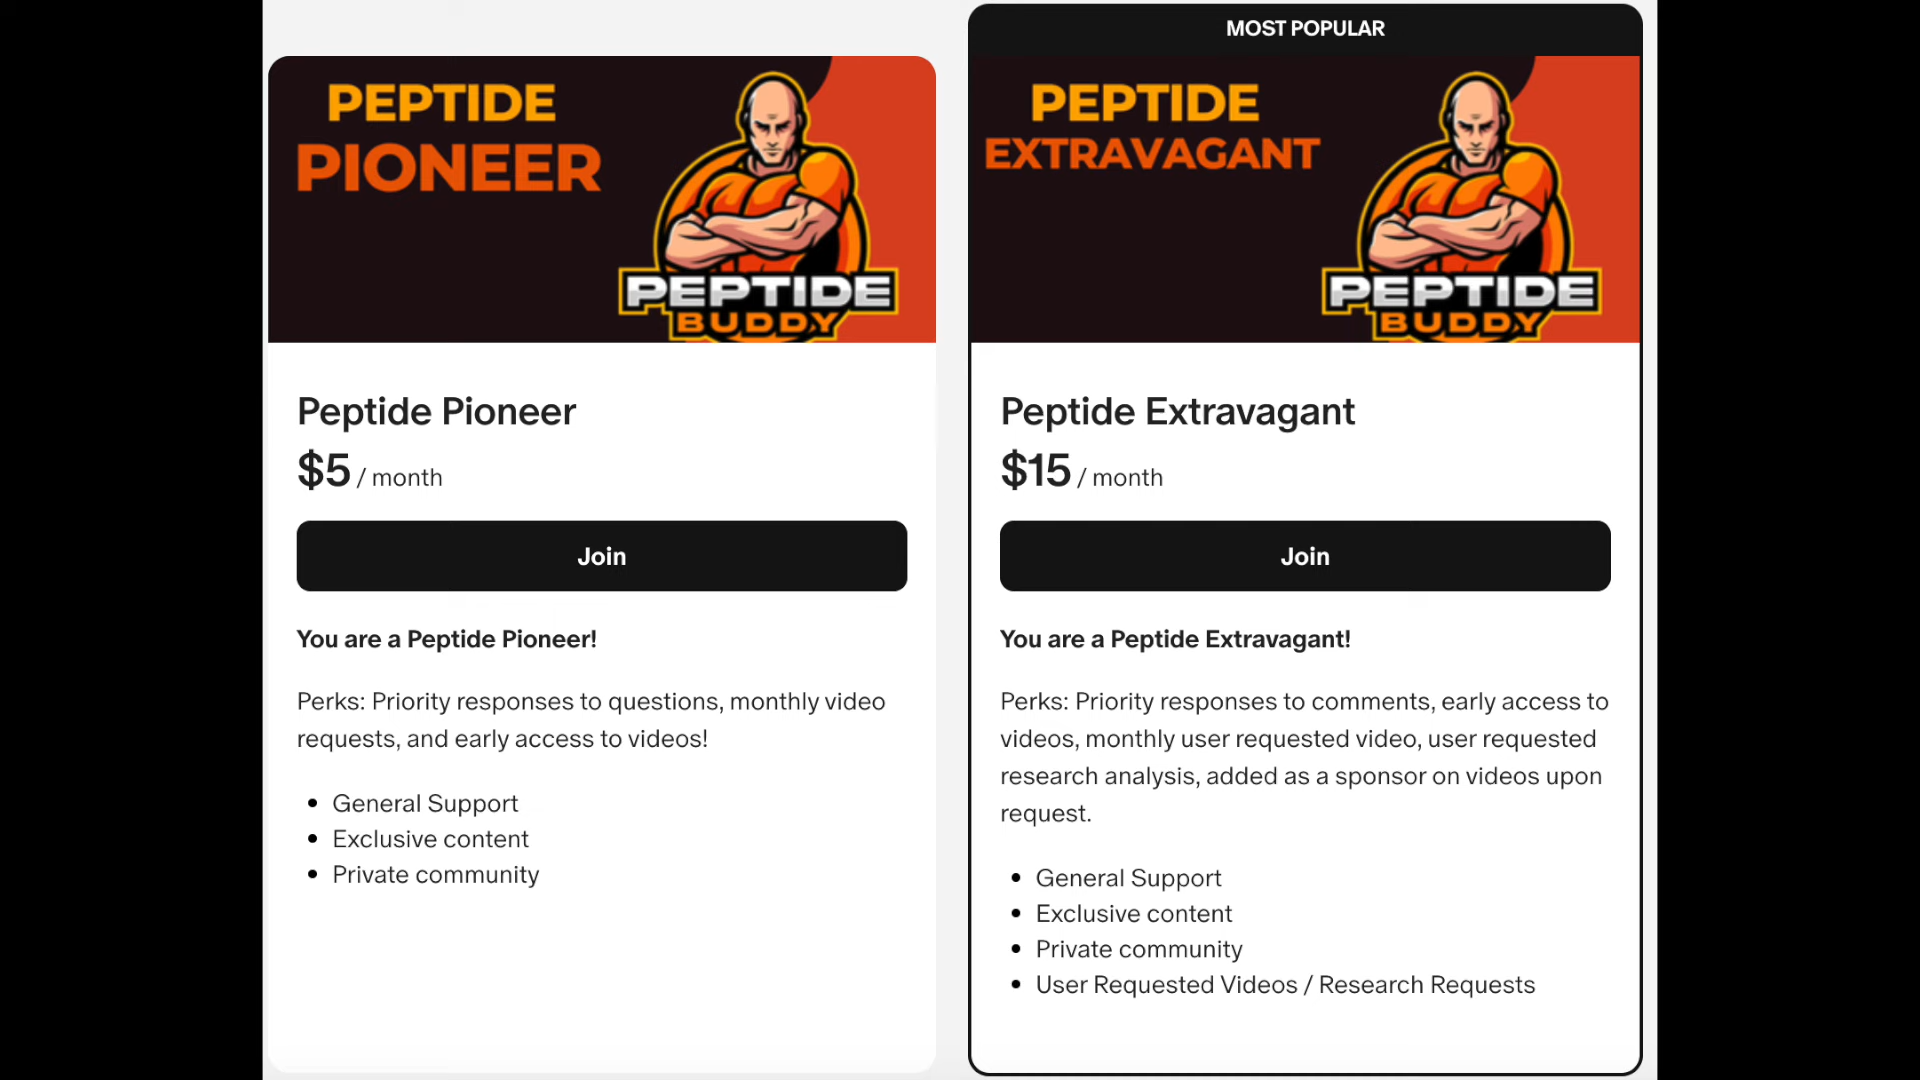 PEPTIDE
PIONEER
PEPTIDE
BUDDY
Peptide Pioneer
$5 / month
Join
You are a Peptide Pioneer!
Perks: Priority responses to questions, monthly video
requests, and early access to videos!
• General Support
• Exclusive content
• Private community
MOST POPULAR
PEPTIDE
EXTRAVAGANT
PEPTIDE
BUDDY
Peptide Extravagant
$15 / month
Join
You are a Peptide Extravagant!
Perks: Priority responses to comments, early access to
videos, monthly user requested video, user requested
research analysis, added as a sponsor on videos upon
request.
• General Support
• Exclusive content
• Private community
• User Requested Videos / Research Requests